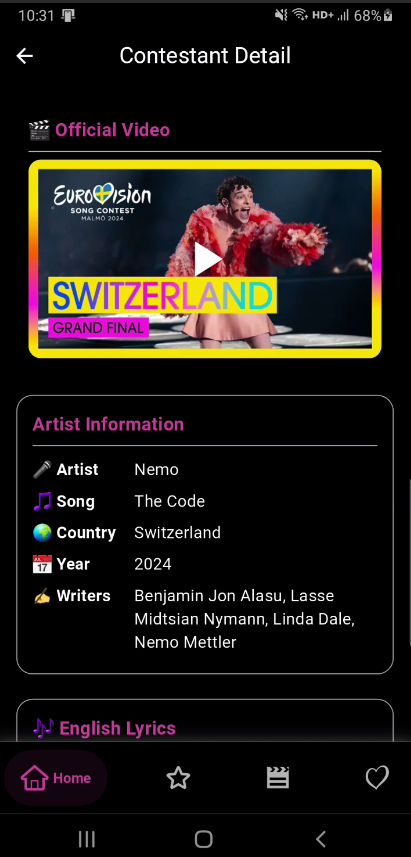 10:31
HD+ 68%
Contestant Detail
Official Video
EUROVISION
SONG CONTEST
MALMÖ 2024
SWITZERLAND
GRAND FINAL
Artist Information
Artist Nemo
Song The Code
Country Switzerland
JUL
17
Year 2024
Writers Benjamin Jon Alasu, Lasse
Midtsian Nymann, Linda Dale,
Nemo Mettler
English Lyrics
Home